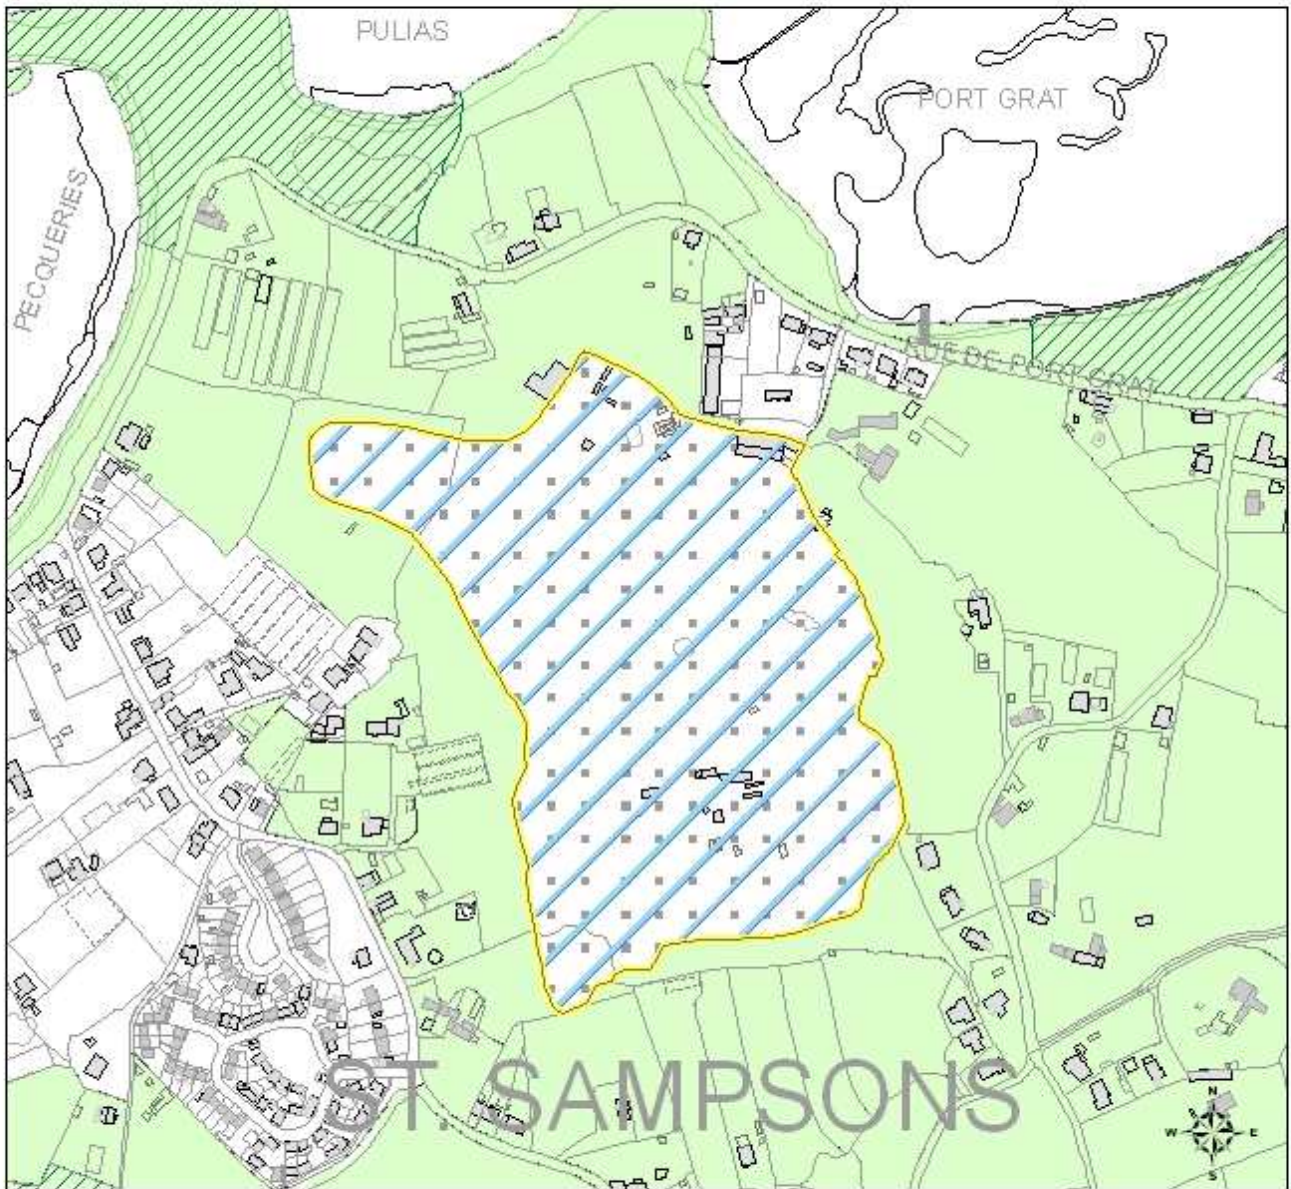 PULIAS
PORT GRAT
PECQUERIES
RUE DE PORT GRAT
ST. SAMPSONS
N
W E
S